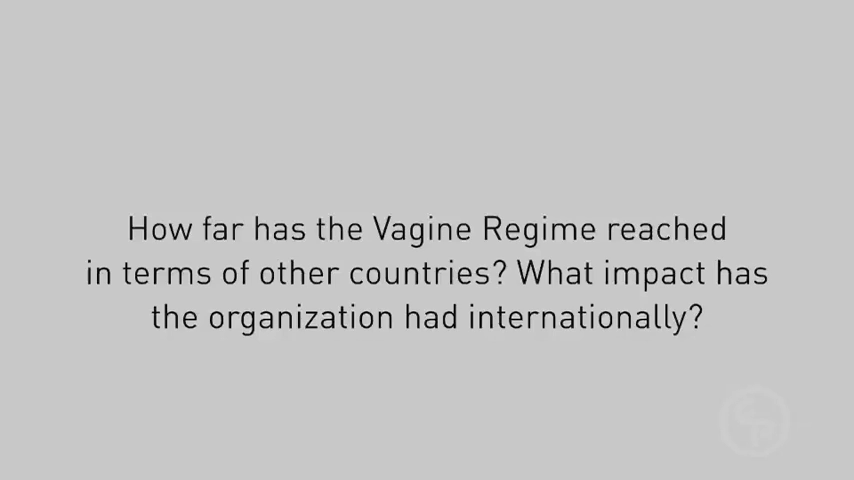 How far has the Vagine Regime reached
in terms of other countries? What impact has
the organization had internationally?